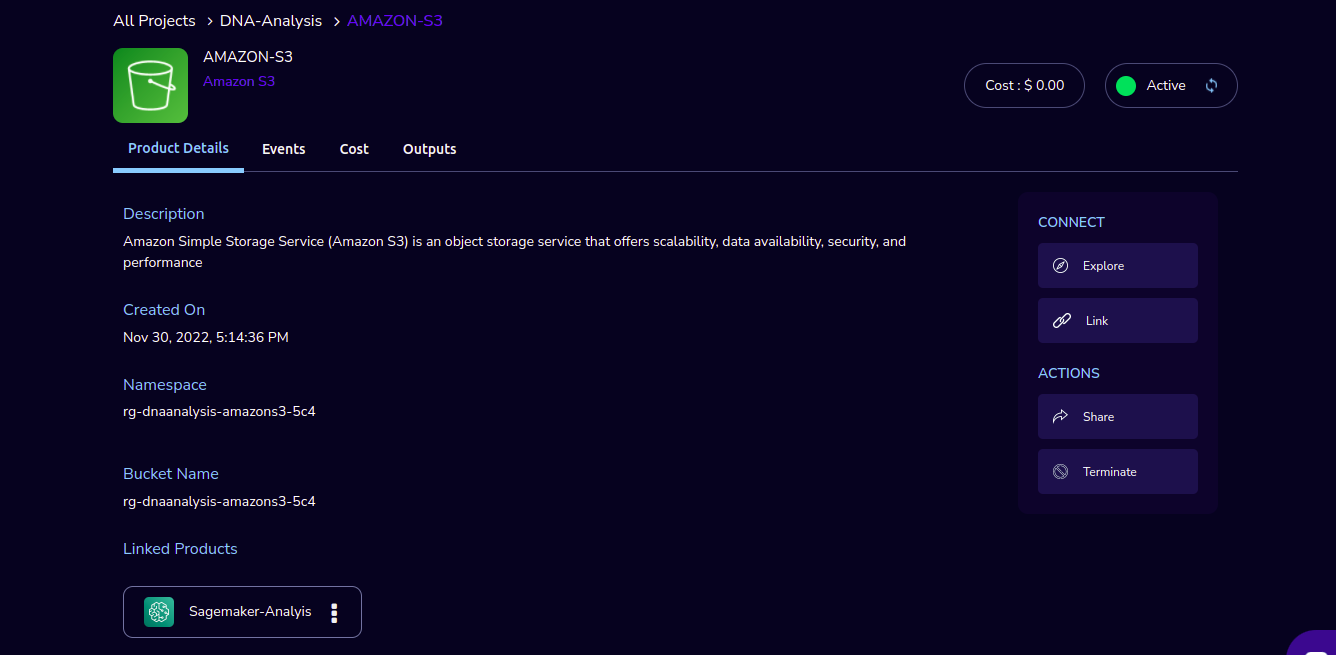 All Projects > DNA-Analysis > AMAZON-S3
AMAZON-S3
Amazon S3
Cost : $ 0.00
Active
Product Details
Events
Cost
Outputs
Description
Amazon Simple Storage Service (Amazon S3) is an object storage service that offers scalability, data availability, security, and
performance
Created On
Nov 30, 2022, 5:14:36 PM
Namespace
rg-dnaanalysis-amazons3-5c4
Bucket Name
rg-dnaanalysis-amazons3-5c4
Linked Products
Sagemaker-Analyis
CONNECT
Explore
Link
ACTIONS
Share
Terminate